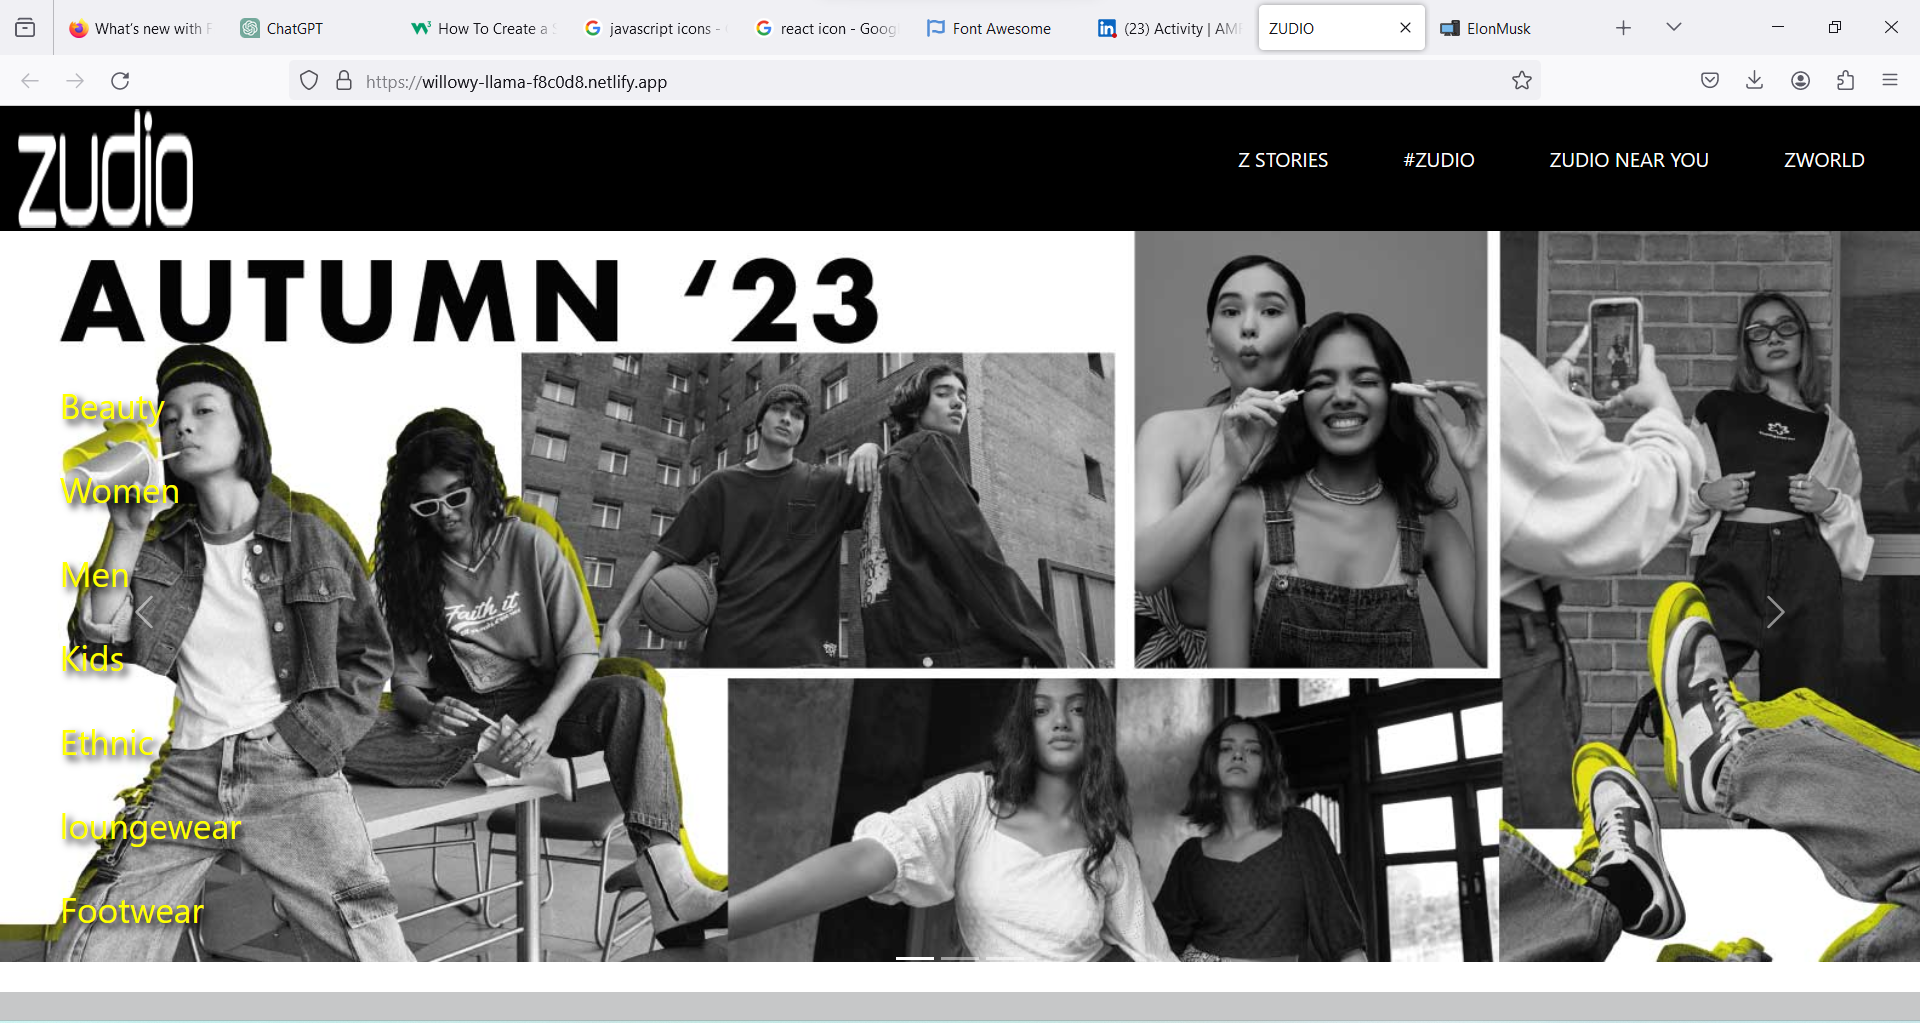 What's new with F
ChatGPT
How To Create a S
javascript icons -
react icon - Goog
Font Awesome
(23) Activity | AM
ZUDIO
ElonMusk
https://willowy-llama-f8c0d8.netlify.app
zudio
Z STORIES
#ZUDIO
ZUDIO NEAR YOU
ZWORLD
AUTUMN ‘23
Beauty
Women
Men
Kids
Ethnic
loungewear
Footwear
Faith it